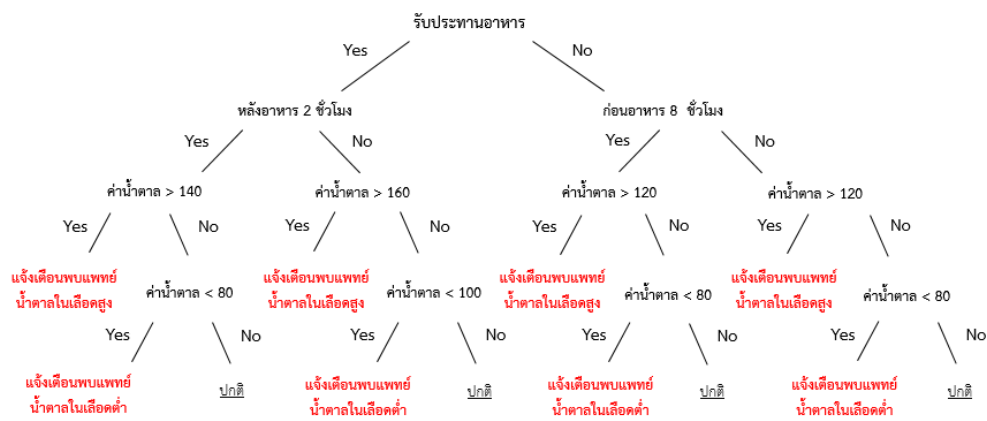 รับประทานอาหาร
Yes No
หลังอาหาร 2 ชั่วโมง ก่อนอาหาร 8 ชั่วโมง
Yes No Yes No
ค่าน้ำตาล > 140 ค่าน้ำตาล > 160 ค่าน้ำตาล > 120 ค่าน้ำตาล > 120
Yes No Yes No Yes No Yes No
แจ้งเตือนพบแพทย์ แจ้งเตือนพบแพทย์ แจ้งเตือนพบแพทย์ แจ้งเตือนพบแพทย์
ค่าน้ำตาล < 80 ค่าน้ำตาล < 100 ค่าน้ำตาล < 80 ค่าน้ำตาล < 80
น้ำตาลในเลือดสูง น้ำตาลในเลือดสูง น้ำตาลในเลือดสูง น้ำตาลในเลือดสูง
Yes No Yes No Yes No Yes No
แจ้งเตือนพบแพทย์ ปกติ แจ้งเตือนพบแพทย์ ปกติ แจ้งเตือนพบแพทย์ ปกติ แจ้งเตือนพบแพทย์ ปกติ
น้ำตาลในเลือดต่ำ น้ำตาลในเลือดต่ำ น้ำตาลในเลือดต่ำ น้ำตาลในเลือดต่ำ